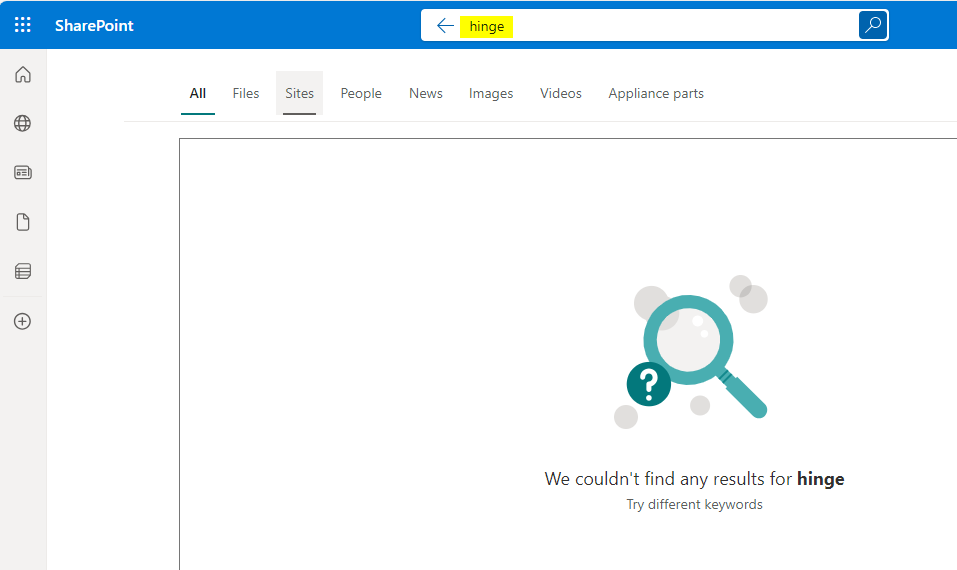 SharePoint
hinge
All Files Sites People News Images Videos Appliance parts
?
We couldn't find any results for hinge
Try different keywords